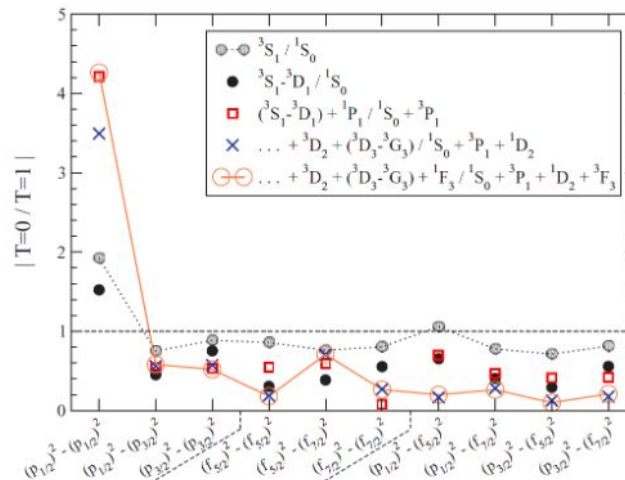 5
4
3
2
1
0
| T=0 / T=1 |
³S₁ / ¹S₀
³S₁-³D₁ / ¹S₀
(³S₁-³D₁) + ¹P₁ / ¹S₀ + ³P₁
... + ³D₂ + (³D₃-³G₃) / ¹S₀ + ³P₁ + ¹D₂
... + ³D₂ + (³D₃-³G₃) + ¹F₃ / ¹S₀ + ³P₁ + ¹D₂ + ³F₃
(p₁/₂)² - (p₁/₂)²
(p₁/₂)² - (p₃/₂)²
(p₃/₂)² - (p₃/₂)²
(f₅/₂)² - (f₅/₂)²
(f₅/₂)² - (f₇/₂)²
(f₇/₂)² - (f₇/₂)²
(p₁/₂)² - (f₅/₂)²
(p₁/₂)² - (f₇/₂)²
(p₃/₂)² - (f₅/₂)²
(p₃/₂)² - (f₇/₂)²